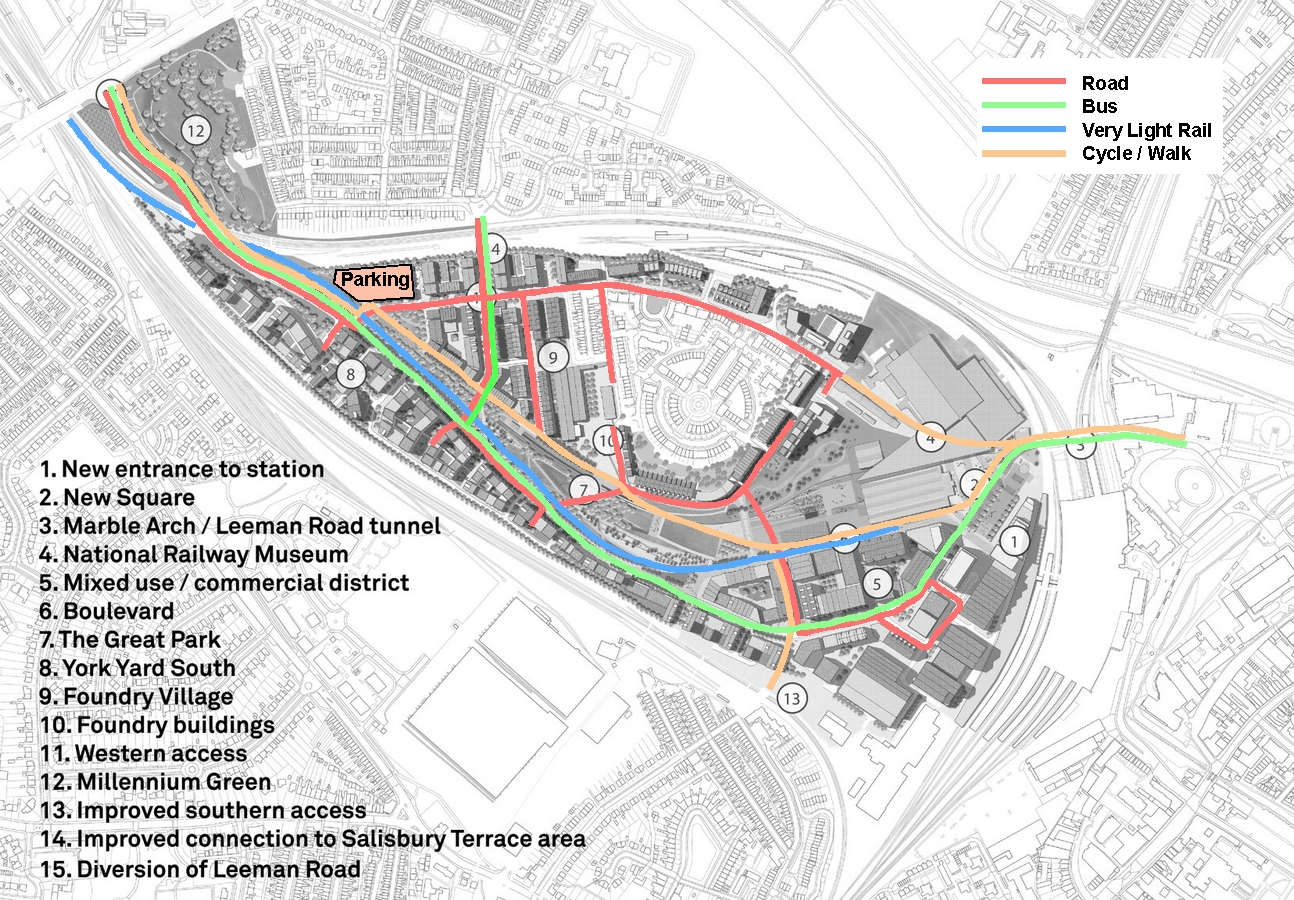 Road
Bus
Very Light Rail
Cycle / Walk
12
4
Parking
9
8
10
4
3
7
2
1
5
13
1. New entrance to station
2. New Square
3. Marble Arch / Leeman Road tunnel
4. National Railway Museum
5. Mixed use / commercial district
6. Boulevard
7. The Great Park
8. York Yard South
9. Foundry Village
10. Foundry buildings
11. Western access
12. Millennium Green
13. Improved southern access
14. Improved connection to Salisbury Terrace area
15. Diversion of Leeman Road